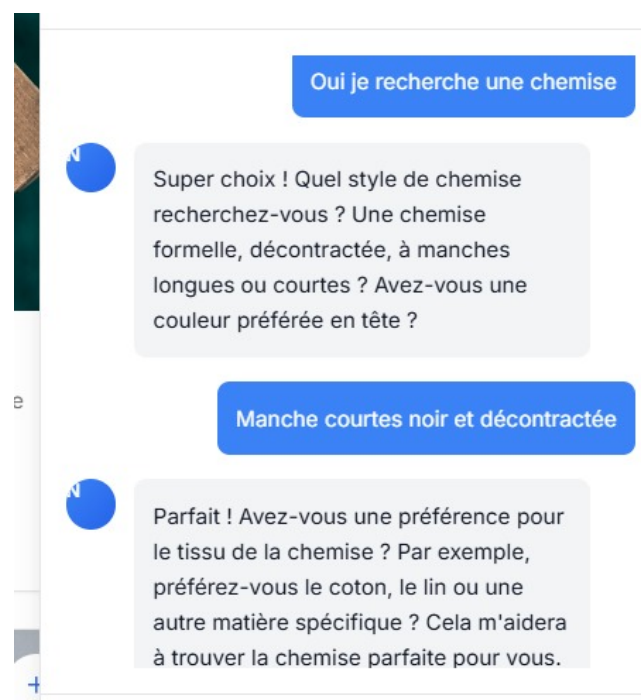 Oui je recherche une chemise
N
Super choix ! Quel style de chemise
recherchez-vous ? Une chemise
formelle, décontractée, à manches
longues ou courtes ? Avez-vous une
couleur préférée en tête ?
e
Manche courtes noir et décontractée
N
Parfait ! Avez-vous une préférence pour
le tissu de la chemise ? Par exemple,
préférez-vous le coton, le lin ou une
autre matière spécifique ? Cela m'aidera
à trouver la chemise parfaite pour vous.
+